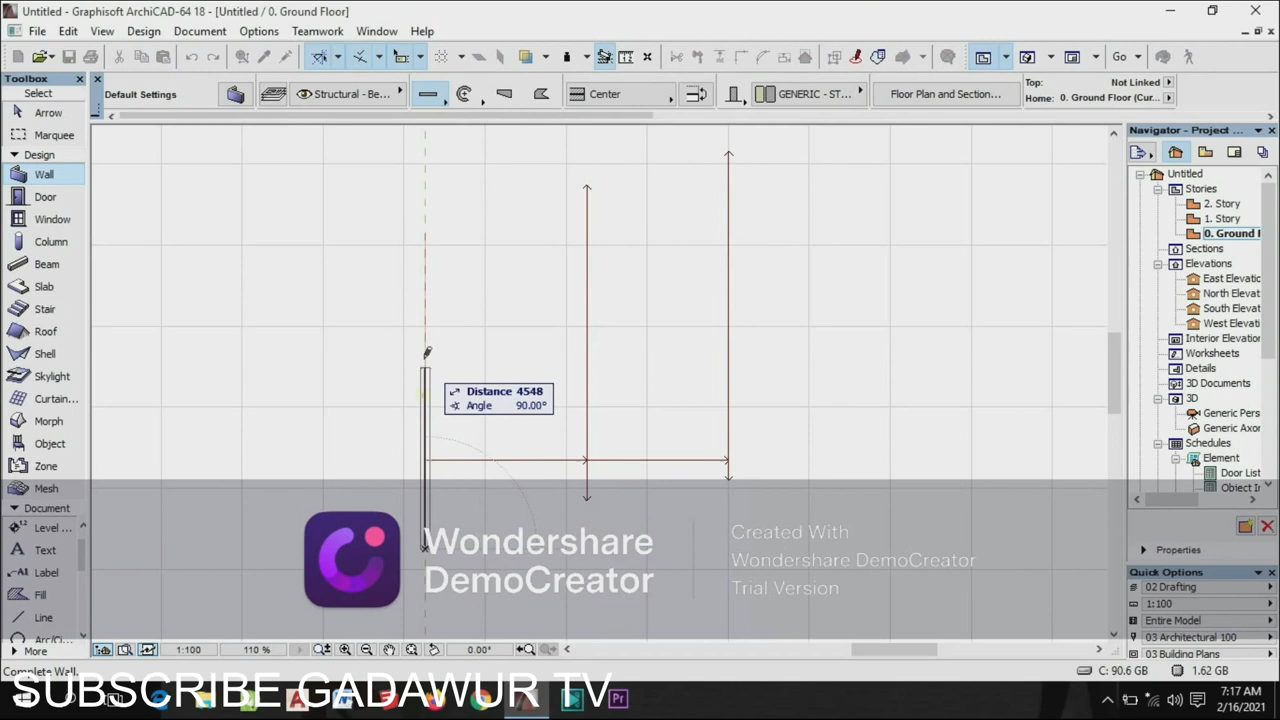 Untitled - Graphisoft ArchiCAD-64 18 - [Untitled / 0. Ground Floor]
File Edit View Design Document Options Teamwork Window Help
Go
Toolbox
Select
Arrow
Marquee
Design
Wall
Door
Window
Column
Beam
Slab
Stair
Roof
Shell
Skylight
Curtain...
Morph
Object
Zone
Mesh
Document
Level ...
Text
Label
Fill
Line
Arc/Ci...
More
Default Settings
Structural - Be...
Center
GENERIC - ST...
Floor Plan and Section...
Top: Not Linked
Home: 0. Ground Floor (Cur...
Distance 4548
Angle 90.00°
Wondershare
DemoCreator
Created With
Wondershare DemoCreator
Trial Version
Navigator - Project ...
Untitled
Stories
2. Story
1. Story
0. Ground F
Sections
Elevations
East Elevatio
North Elevat
South Elevat
West Elevati
Interior Elevation
Worksheets
Details
3D Documents
3D
Generic Pers
Generic Axor
Schedules
Element
Door List
Object In
Properties
Quick Options
02 Drafting
1:100
Entire Model
03 Architectural 100
03 Building Plans
1:100
110 %
0.00°
Complete Wall.
C: 90.6 GB
1.62 GB
SUBSCRIBE GADAWUR TV
7:17 AM
2/16/2021